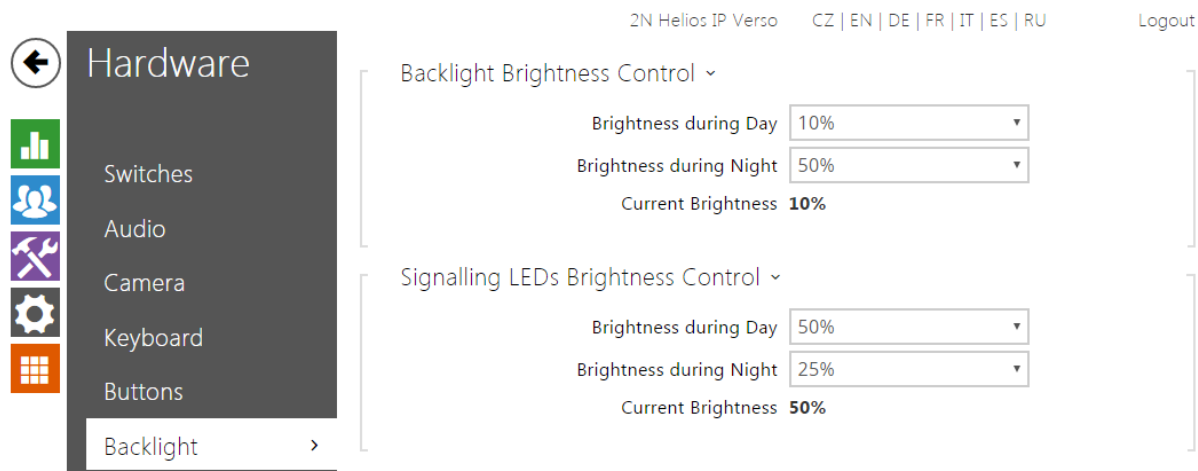 2N Helios IP Verso CZ | EN | DE | FR | IT | ES | RU Logout
Hardware
Switches
Audio
Camera
Keyboard
Buttons
Backlight
Backlight Brightness Control
Brightness during Day 10%
Brightness during Night 50%
Current Brightness 10%
Signalling LEDs Brightness Control
Brightness during Day 50%
Brightness during Night 25%
Current Brightness 50%